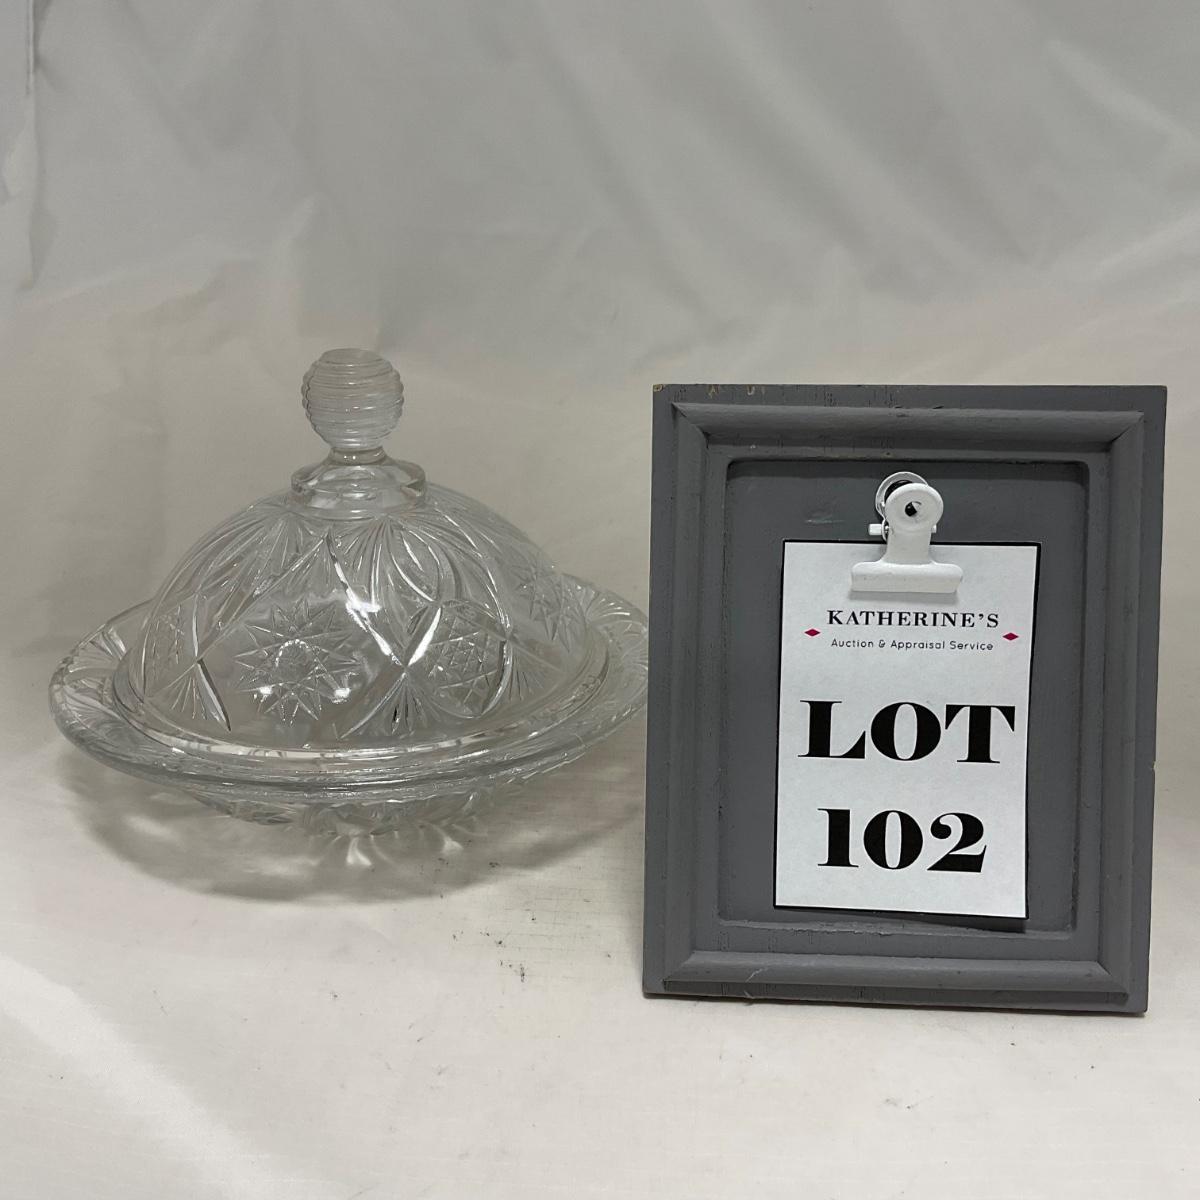 KATHERINE'S
Auction & Appraisal Service
LOT
102